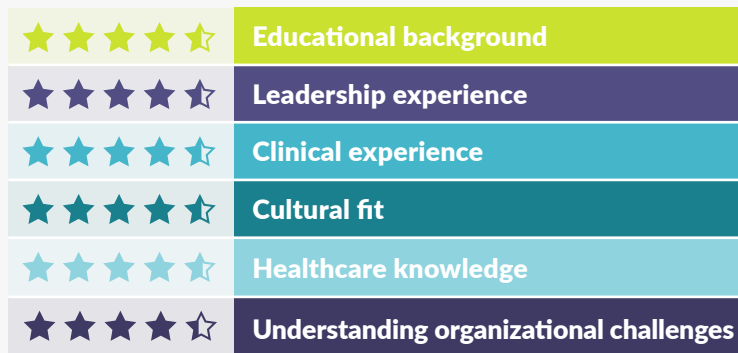 Educational background
Leadership experience
Clinical experience
Cultural fit
Healthcare knowledge
Understanding organizational challenges